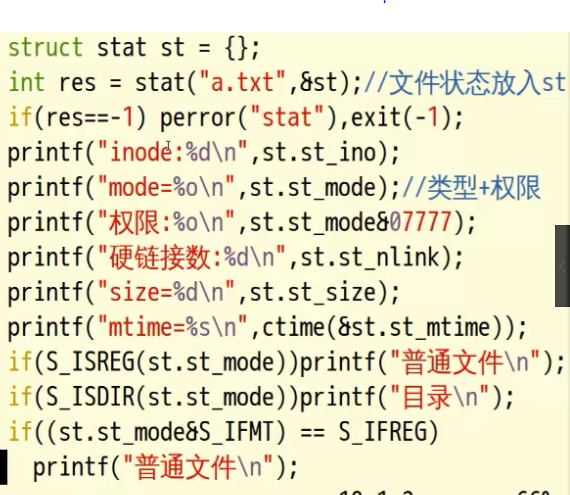 struct stat st = {};
int res = stat("a.txt",&st);//文件状态放入st
if(res==-1) perror("stat"),exit(-1);
printf("inode:%d\n",st.st_ino);
printf("mode=%o\n",st.st_mode);//类型+权限
printf("权限:%o\n",st.st_mode&07777);
printf("硬链接数:%d\n",st.st_nlink);
printf("size=%d\n",st.st_size);
printf("mtime=%s\n",ctime(&st.st_mtime));
if(S_ISREG(st.st_mode))printf("普通文件\n");
if(S_ISDIR(st.st_mode))printf("目录\n");
if((st.st_mode&S_IFMT) == S_IFREG)
  printf("普通文件\n");